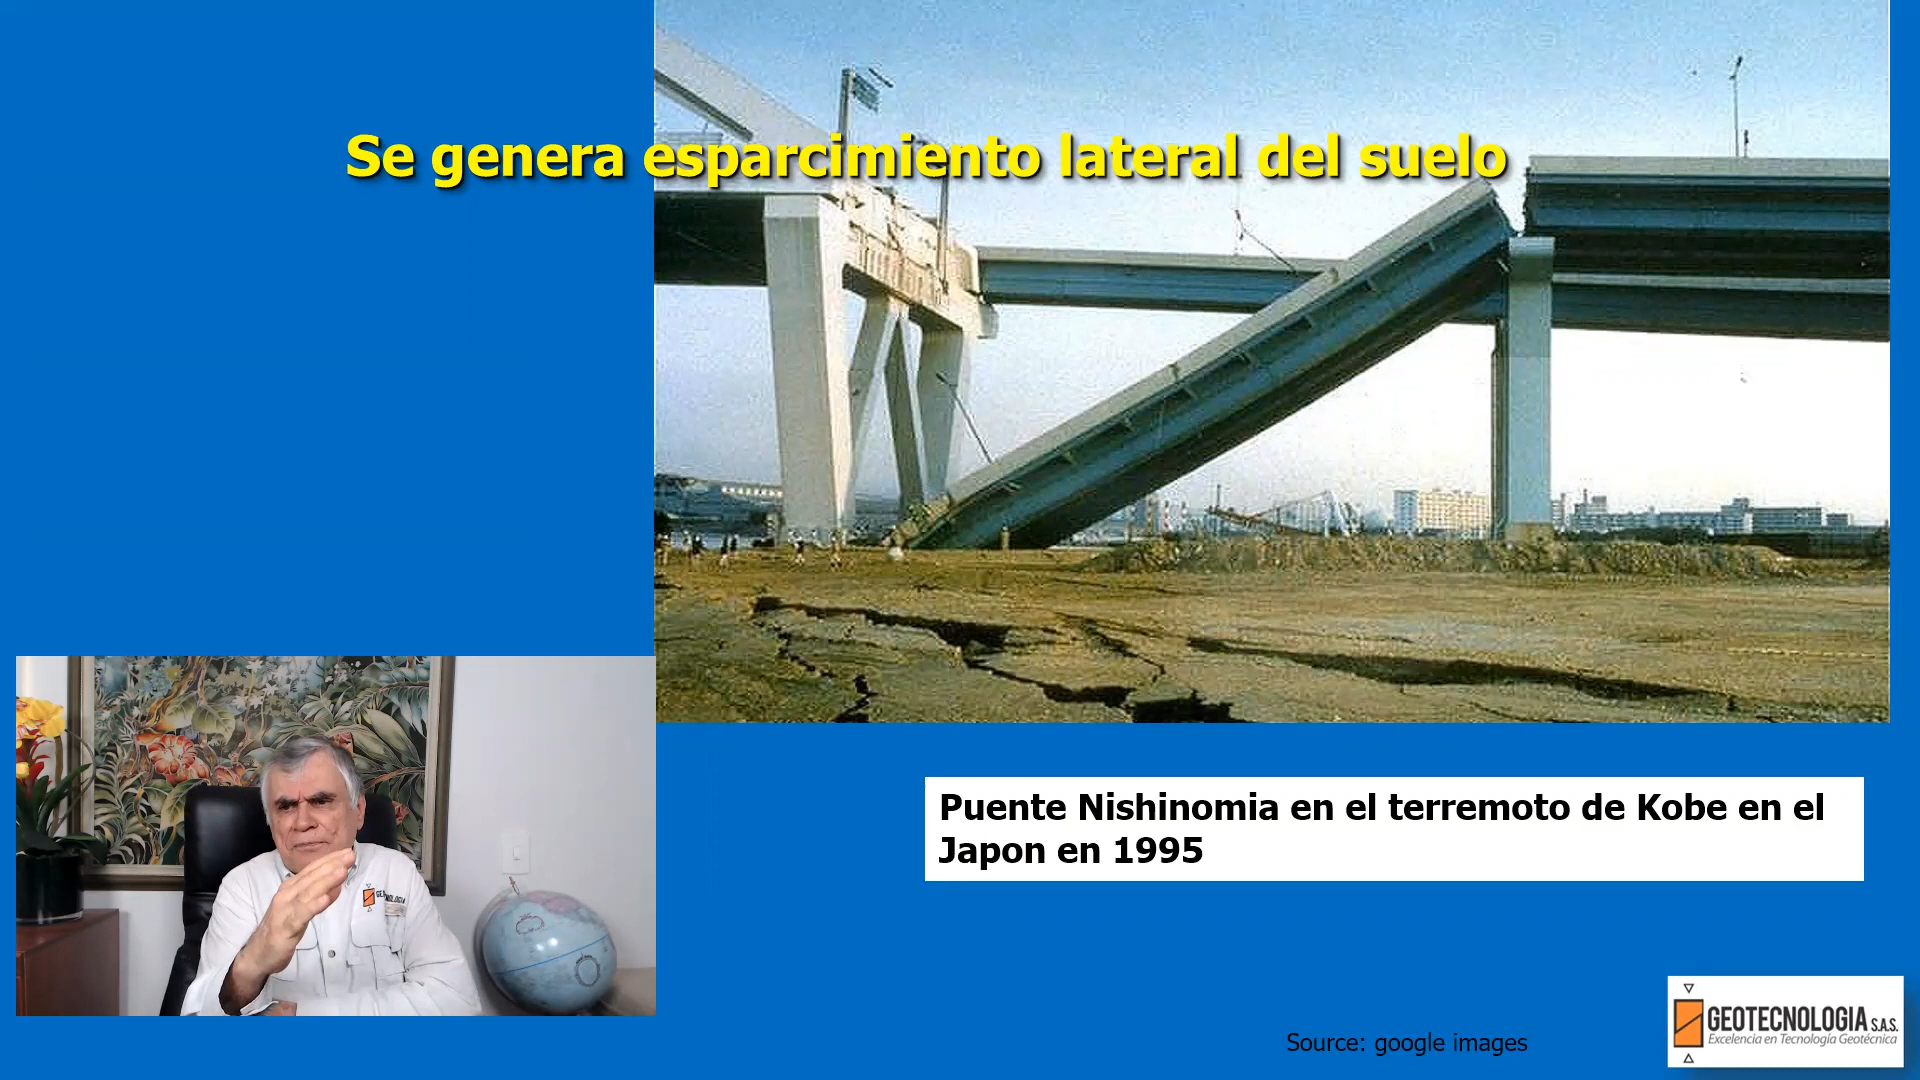 Se genera esparcimiento lateral del suelo
Puente Nishinomia en el terremoto de Kobe en el
Japon en 1995
Source: google images
GEOTECNOLOGIA S.A.S.
Excelencia en Tecnología Geotécnica